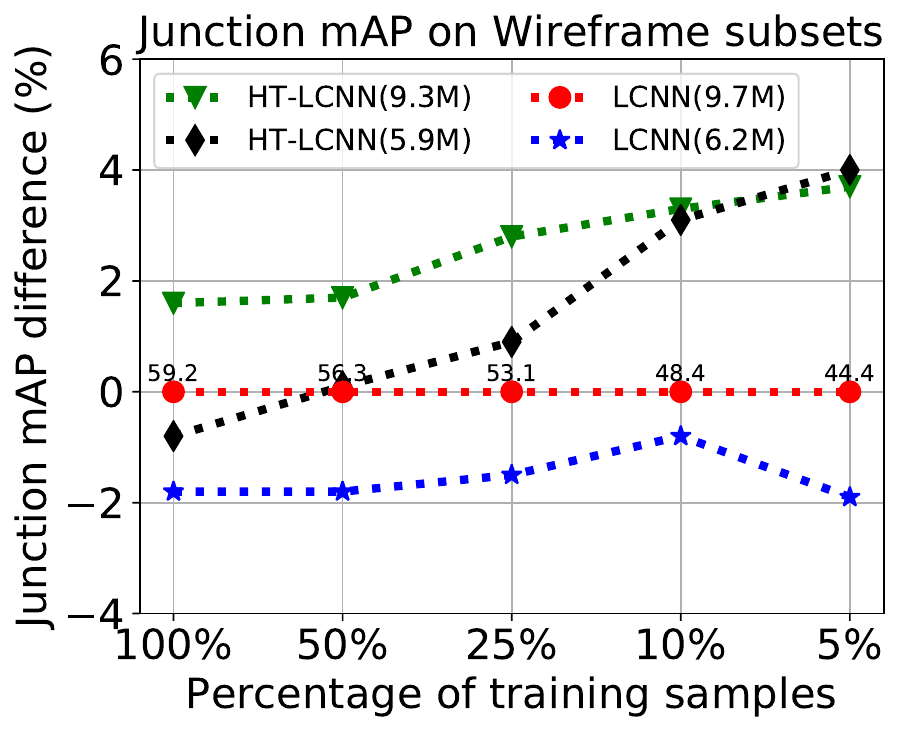 Junction mAP on Wireframe subsets
HT-LCNN(9.3M) LCNN(9.7M)
HT-LCNN(5.9M) LCNN(6.2M)
Junction mAP difference (%)
6
4
2
0
−2
−4
59.2 56.3 53.1 48.4 44.4
100% 50% 25% 10% 5%
Percentage of training samples